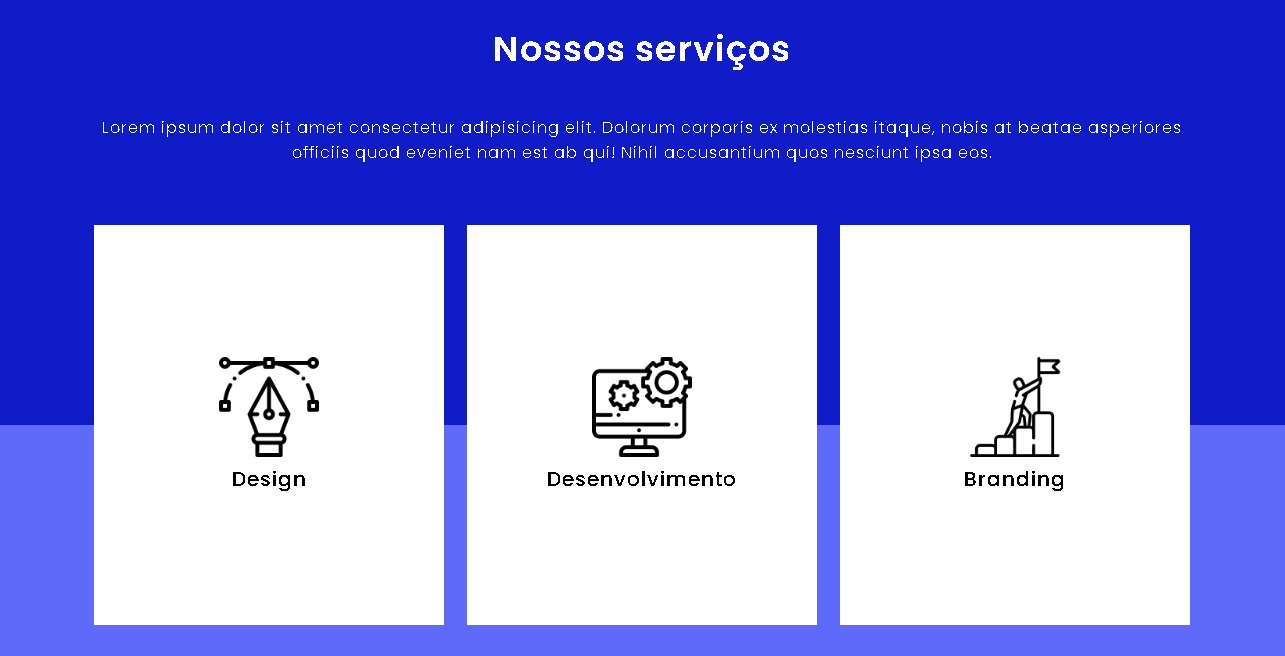 Nossos serviços
Lorem ipsum dolor sit amet consectetur adipisicing elit. Dolorum corporis ex molestias itaque, nobis at beatae asperiores
officiis quod eveniet nam est ab qui! Nihil accusantium quos nesciunt ipsa eos.
Design
Desenvolvimento
Branding